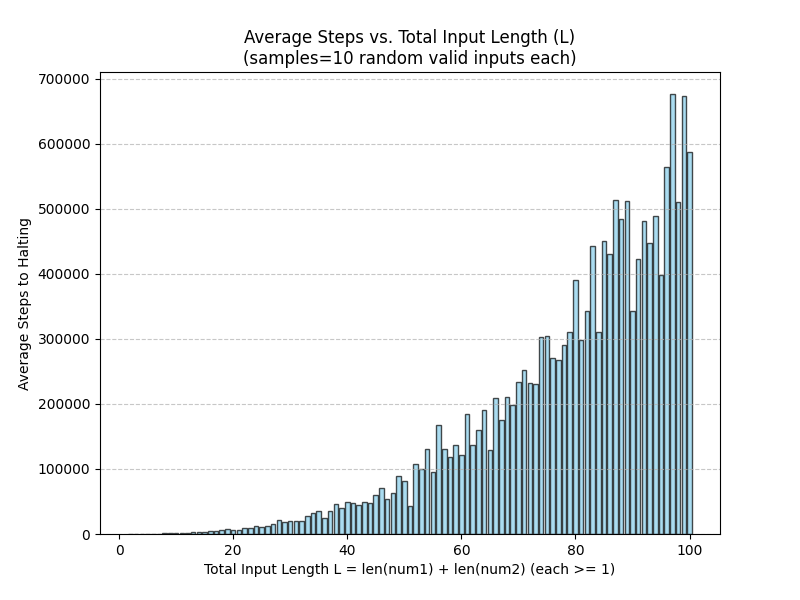 Average Steps vs. Total Input Length (L)
(samples=10 random valid inputs each)
Average Steps to Halting
700000
600000
500000
400000
300000
200000
100000
0
0 20 40 60 80 100
Total Input Length L = len(num1) + len(num2) (each >= 1)